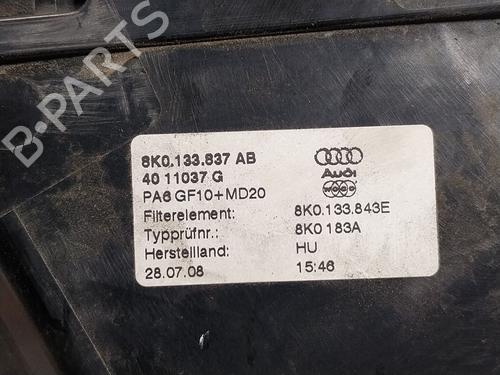 B-PARTS
8K0.133.837 AB
40 11037 G
PA6 GF10+MD20
Filterelement:
Typprüfnr.:
Herstellland:
28.07.08
Audi
8K0.133.843E
8K0 183A
HU
15:46